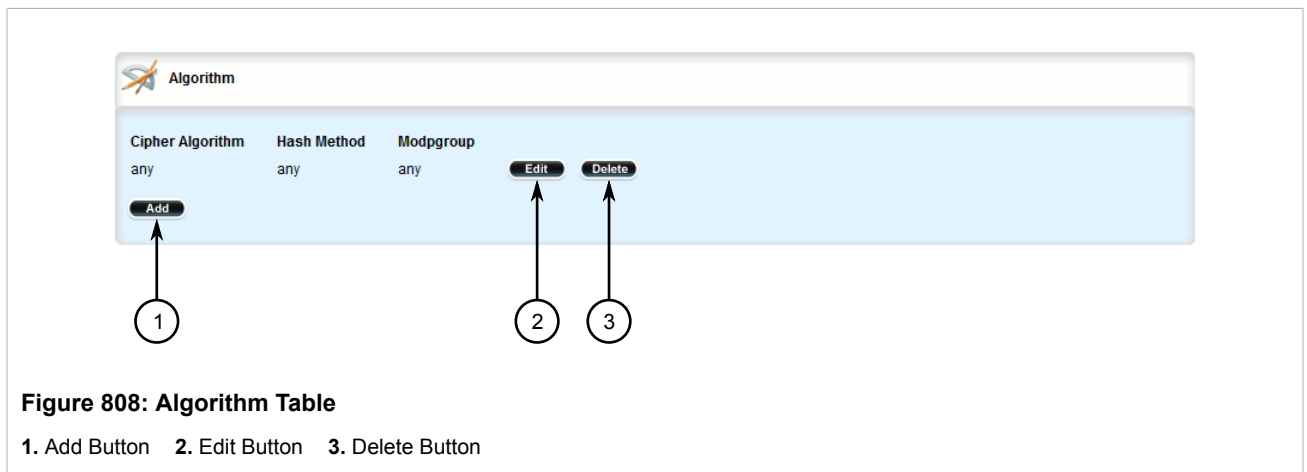 Algorithm
Cipher Algorithm Hash Method Modpgroup
any any any Edit Delete
Add
1 2 3
Figure 808: Algorithm Table
1. Add Button 2. Edit Button 3. Delete Button